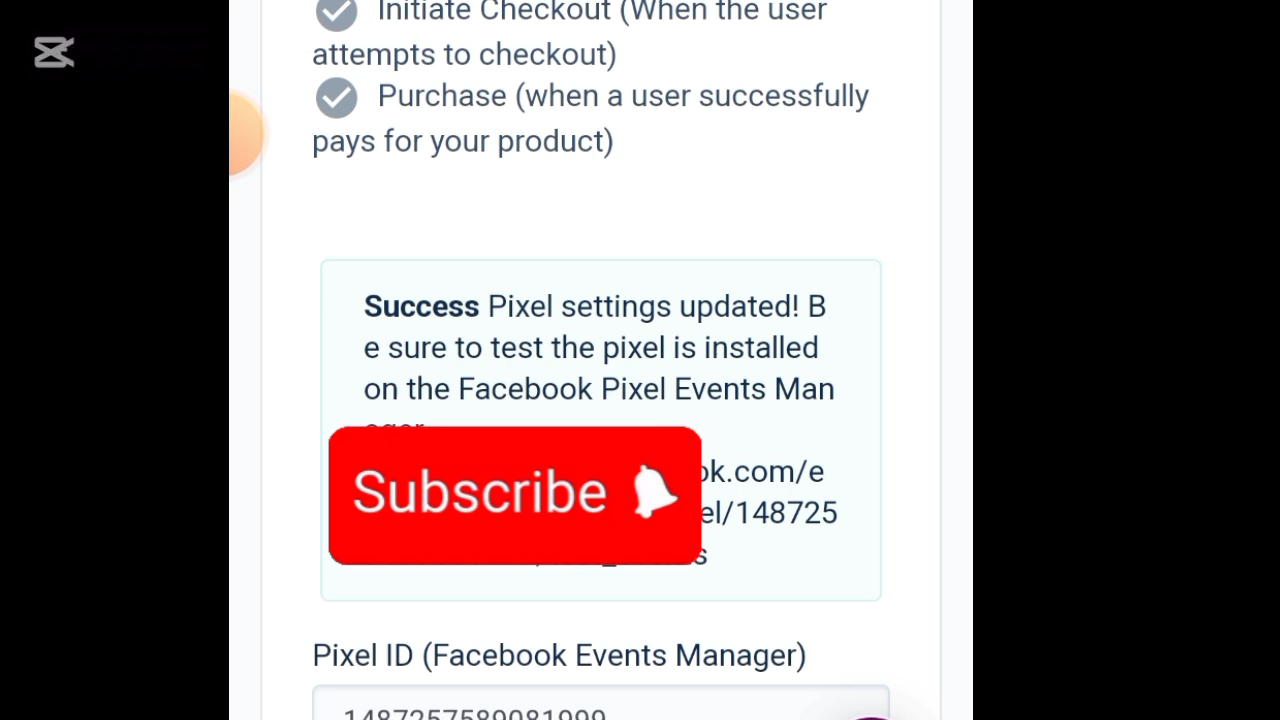 Initiate Checkout (When the user
attempts to checkout)
Purchase (when a user successfully
pays for your product)
Success Pixel settings updated! B
e sure to test the pixel is installed
on the Facebook Pixel Events Man
ager
ok.com/e
el/148725
s
Subscribe
Pixel ID (Facebook Events Manager)
1487257589081999